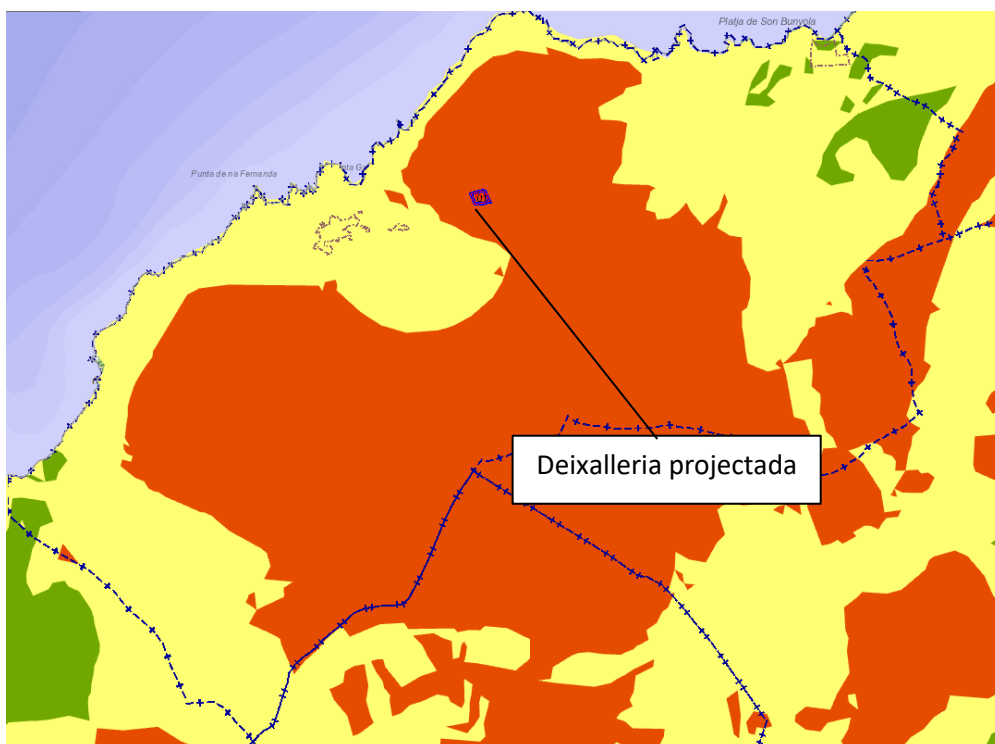 Platja de Son Bunyola
Punta de na Fernanda
Deixalleria projectada